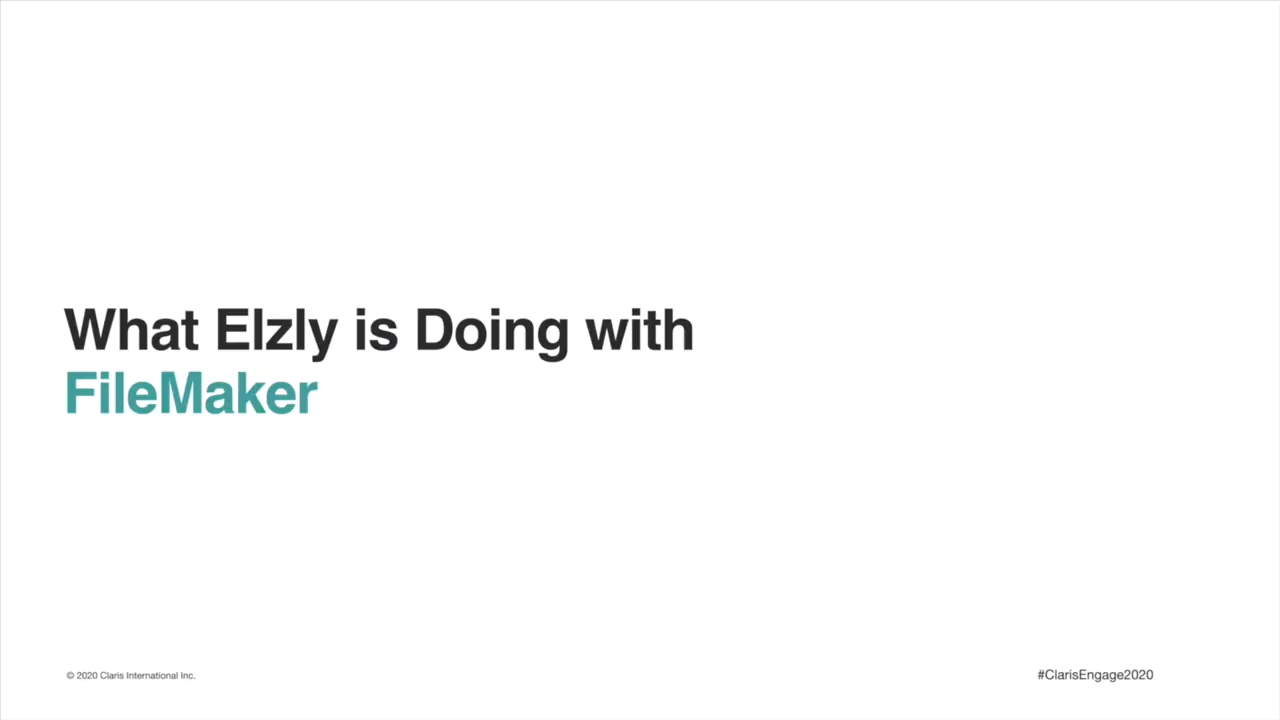 What Elzly is Doing with
FileMaker
© 2020 Claris International Inc.
#ClarisEngage2020